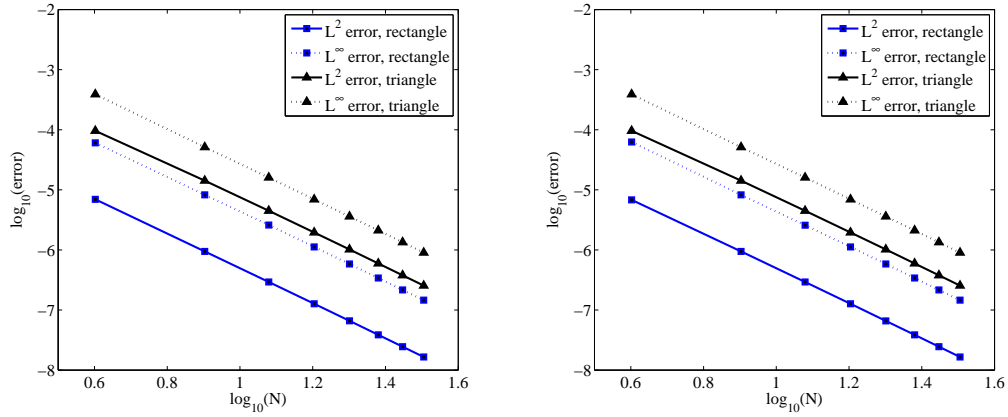 −2
−3
−4
−5
−6
−7
−8
log10(error)
0.6
0.8
1
1.2
1.4
1.6
log10(N)
L2 error, rectangle
L∞ error, rectangle
L2 error, triangle
L∞ error, triangle
−2
−3
−4
−5
−6
−7
−8
log10(error)
0.6
0.8
1
1.2
1.4
1.6
log10(N)
L2 error, rectangle
L∞ error, rectangle
L2 error, triangle
L∞ error, triangle